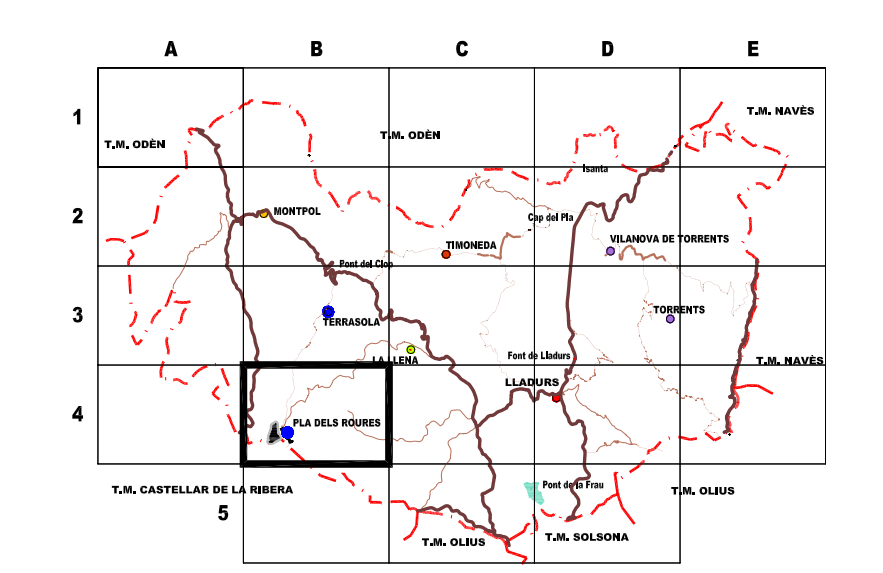 A B C D E
1
T.M. NAVÈS
T.M. ODÈN
T.M. ODÈN
Isanta
2
MONTPOL
Cap del Pla
VILANOVA DE TORRENTS
TIMONEDA
Pont del Clop
3
TORRENTS
TERRASOLA
Font de Lladurs
LA LLENA
T.M. NAVÈS
LLADURS
4
PLA DELS ROURES
Pont de la Frau
T.M. CASTELLAR DE LA RIBERA
T.M. OLIUS
5
T.M. SOLSONA
T.M. OLIUS